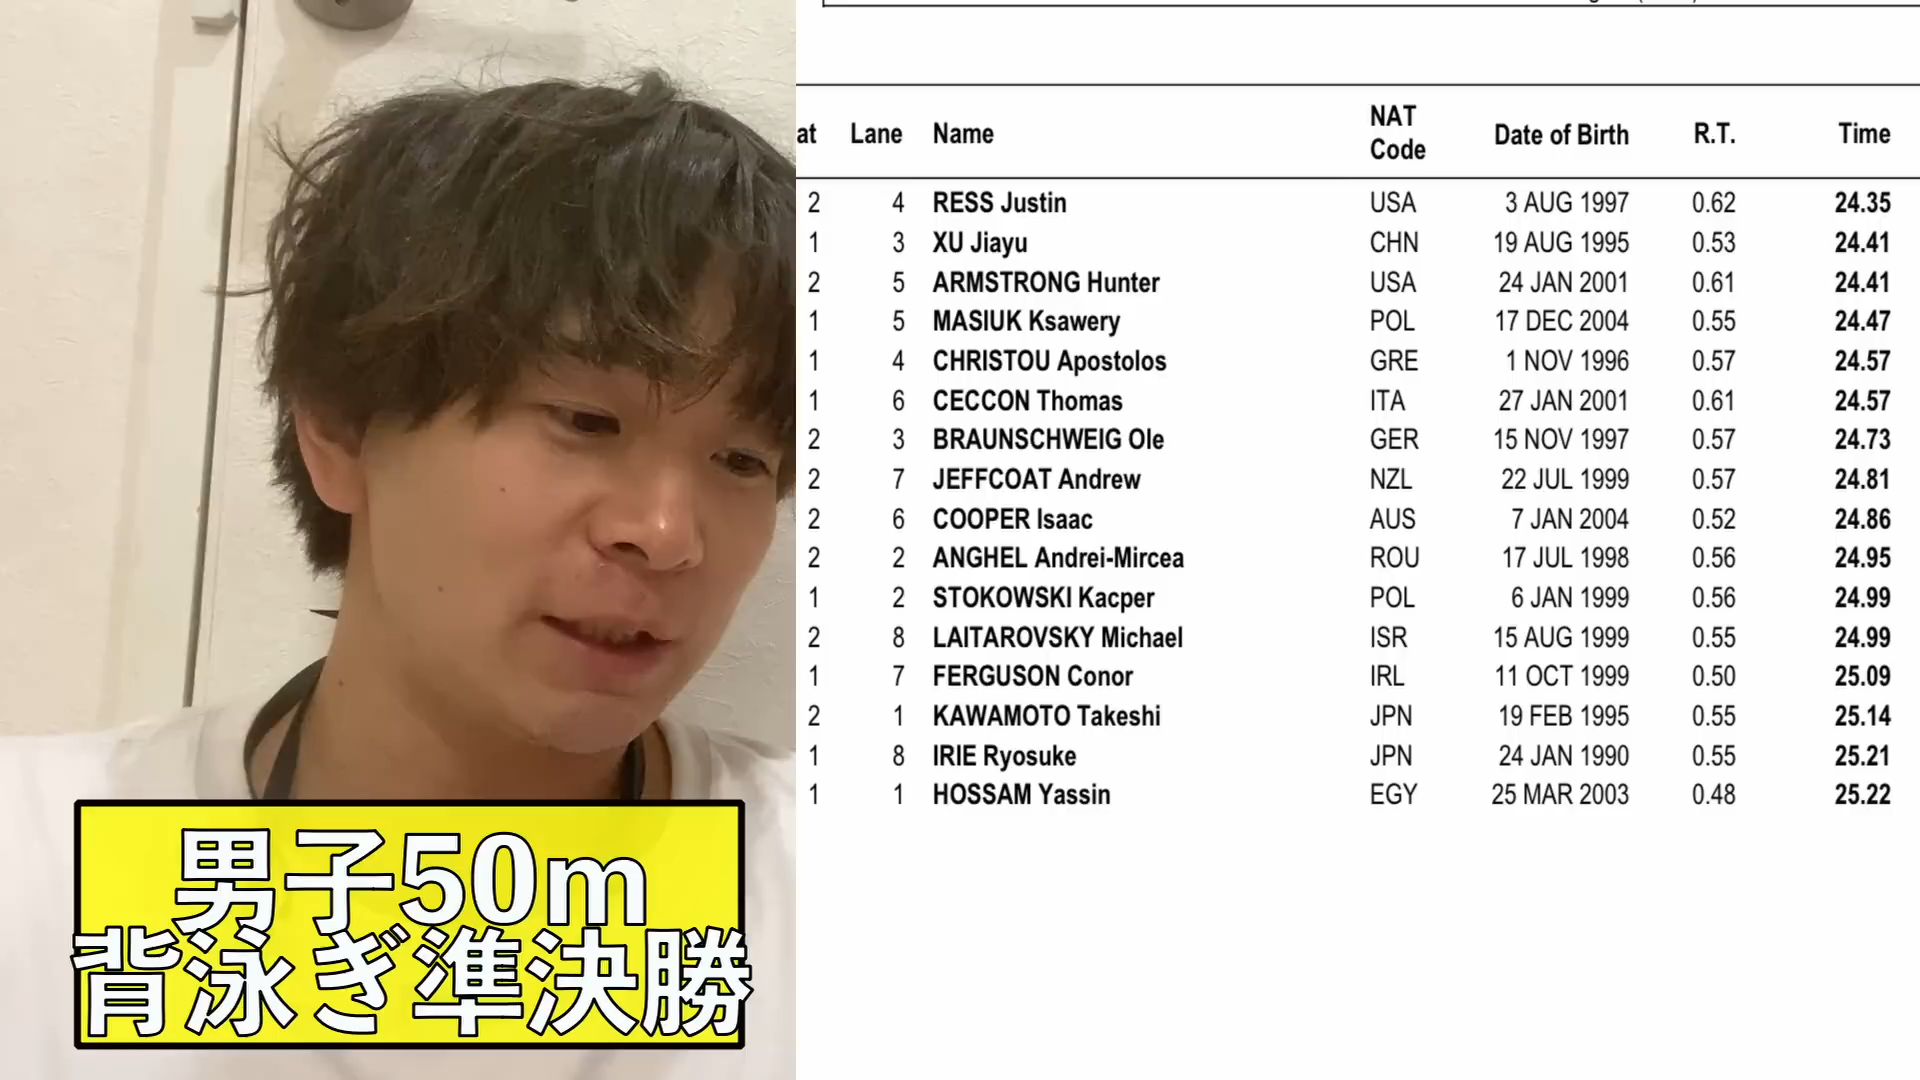 at Lane Name NAT Code Date of Birth R.T. Time
2 4 RESS Justin USA 3 AUG 1997 0.62 24.35
1 3 XU Jiayu CHN 19 AUG 1995 0.53 24.41
2 5 ARMSTRONG Hunter USA 24 JAN 2001 0.61 24.41
1 5 MASIUK Ksawery POL 17 DEC 2004 0.55 24.47
1 4 CHRISTOU Apostolos GRE 1 NOV 1996 0.57 24.57
1 6 CECCON Thomas ITA 27 JAN 2001 0.61 24.57
2 3 BRAUNSCHWEIG Ole GER 15 NOV 1997 0.57 24.73
2 7 JEFFCOAT Andrew NZL 22 JUL 1999 0.57 24.81
2 6 COOPER Isaac AUS 7 JAN 2004 0.52 24.86
2 2 ANGHEL Andrei-Mircea ROU 17 JUL 1998 0.56 24.95
1 2 STOKOWSKI Kacper POL 6 JAN 1999 0.56 24.99
2 8 LAITAROVSKY Michael ISR 15 AUG 1999 0.55 24.99
1 7 FERGUSON Conor IRL 11 OCT 1999 0.50 25.09
2 1 KAWAMOTO Takeshi JPN 19 FEB 1995 0.55 25.14
1 8 IRIE Ryosuke JPN 24 JAN 1990 0.55 25.21
1 1 HOSSAM Yassin EGY 25 MAR 2003 0.48 25.22
男子50m
背泳ぎ準決勝